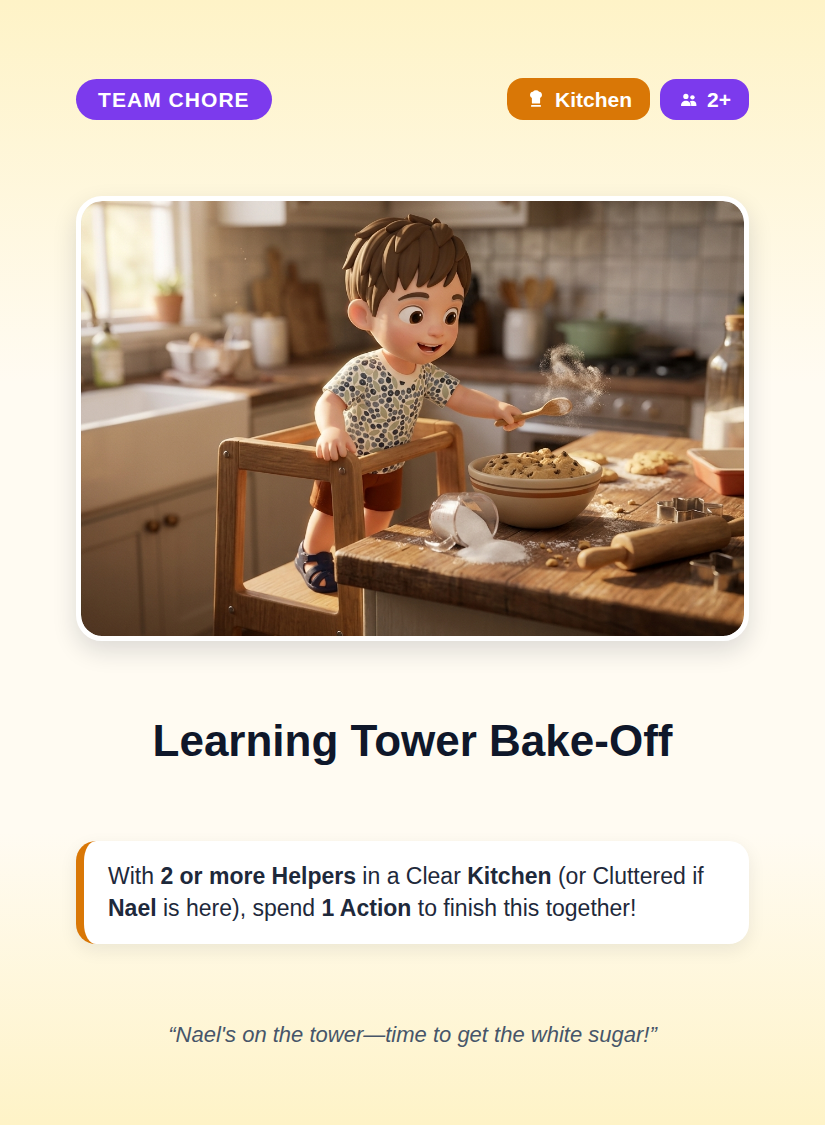 TEAM CHORE
Kitchen
2+
Learning Tower Bake-Off
With 2 or more Helpers in a Clear Kitchen (or Cluttered if
Nael is here), spend 1 Action to finish this together!
“Nael's on the tower—time to get the white sugar!”